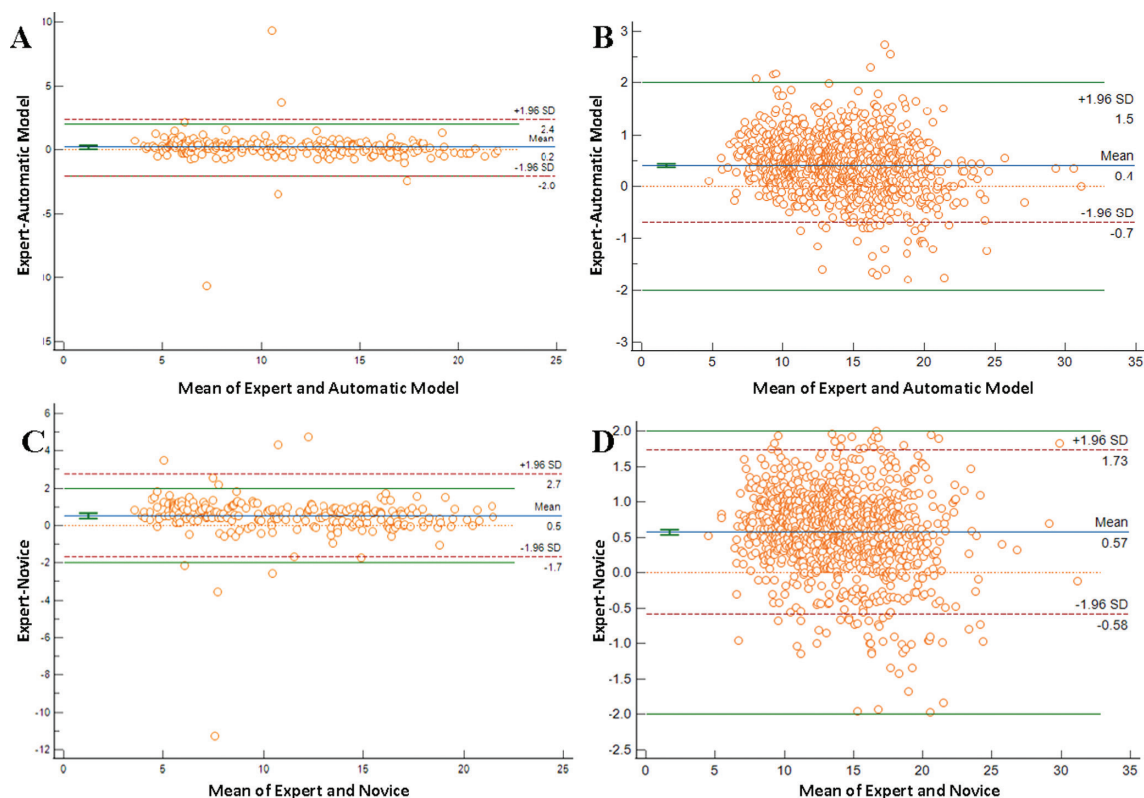 A
Expert-Automatic Model
10
5
0
-5
10
15
+1.96 SD
2.4
Mean
0.2
-1.96 SD
-2.0
0 5 10 15 20 25
Mean of Expert and Automatic Model
B
Expert-Automatic Model
3
2
1
0
-1
-2
-3
+1.96 SD
1.5
Mean
0.4
-1.96 SD
-0.7
0 5 10 15 20 25 30 35
Mean of Expert and Automatic Model
C
Expert-Novice
6
4
2
0
-2
-4
-6
-8
-10
-12
+1.96 SD
2.7
Mean
0.5
-1.96 SD
-1.7
0 5 10 15 20 25
Mean of Expert and Novice
D
Expert-Novice
2.0
1.5
1.0
0.5
0.0
-0.5
-1.0
-1.5
-2.0
-2.5
+1.96 SD
1.73
Mean
0.57
-1.96 SD
-0.58
0 5 10 15 20 25 30 35
Mean of Expert and Novice